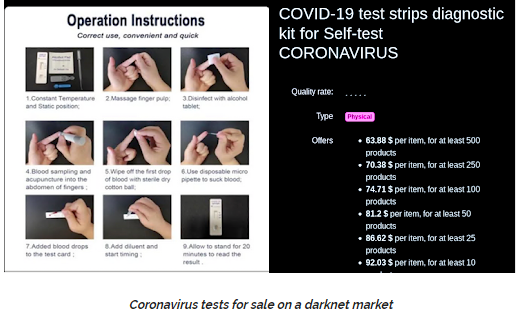 Operation Instructions
Correct use, convenient and quick
1.Constant Temperature
and Static position;
2.Massage finger pulp;
3.Disinfect with alcohol
tablet;
4.Blood sampling and
acupuncture into the
abdomen of fingers ;
5.Wipe off the first drop
of blood with sterile dry
cotton ball;
6.Use disposable micro
pipette to suck blood;
7.Added blood drops
to the test card ;
8.Add diluent and
start timing ;
9.Allow to stand for 20
minutes to read the
result .
COVID-19 test strips diagnostic
kit for Self-test
CORONAVIRUS
Quality rate: . . . . .
Type Physical
Offers • 63.88 $ per item, for at least 500
products
• 70.38 $ per item, for at least 250
products
• 74.71 $ per item, for at least 100
products
• 81.2 $ per item, for at least 50
products
• 86.62 $ per item, for at least 25
products
• 92.03 $ per item, for at least 10
Coronavirus tests for sale on a darknet market